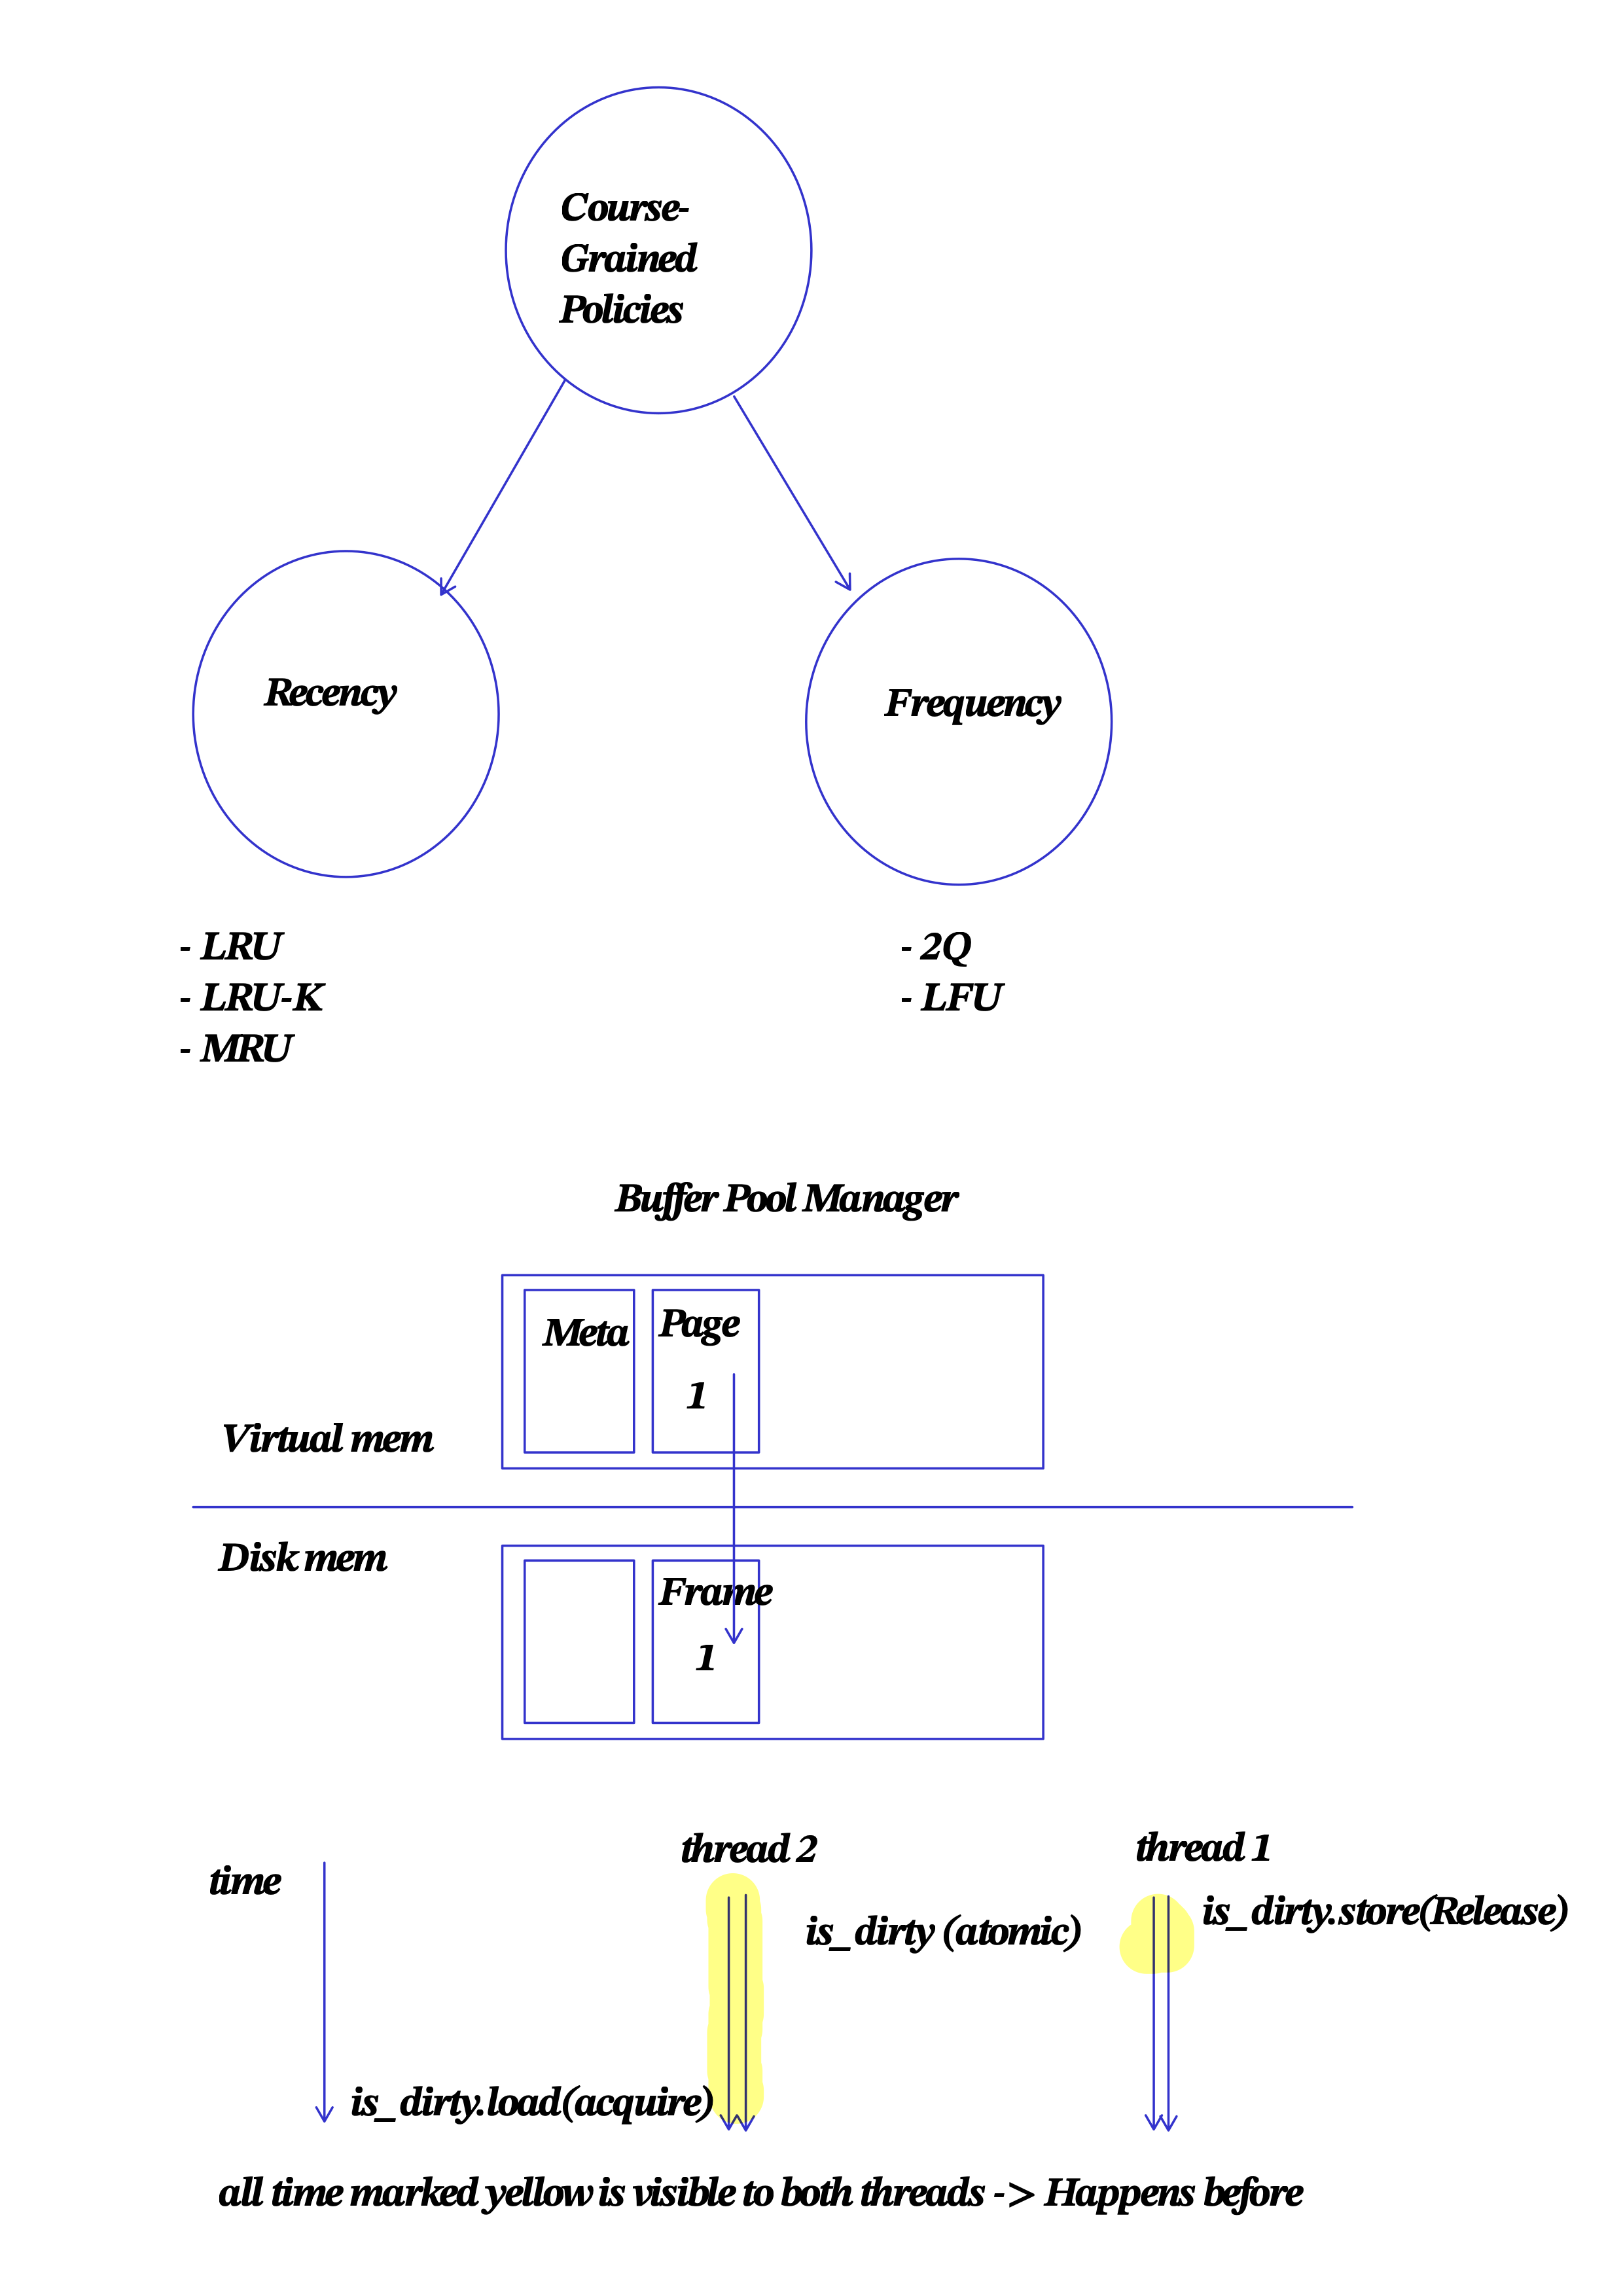 Course-
Grained
Policies
Recency
Frequency
- LRU
- LRU-K
- MRU
- 2Q
- LFU
Buffer Pool Manager
Meta
Page
1
Virtual mem
Disk mem
Frame
1
time
thread 2
thread 1
is_dirty (atomic)
is_dirty.store(Release)
is_dirty.load(acquire)
all time marked yellow is visible to both threads -> Happens before